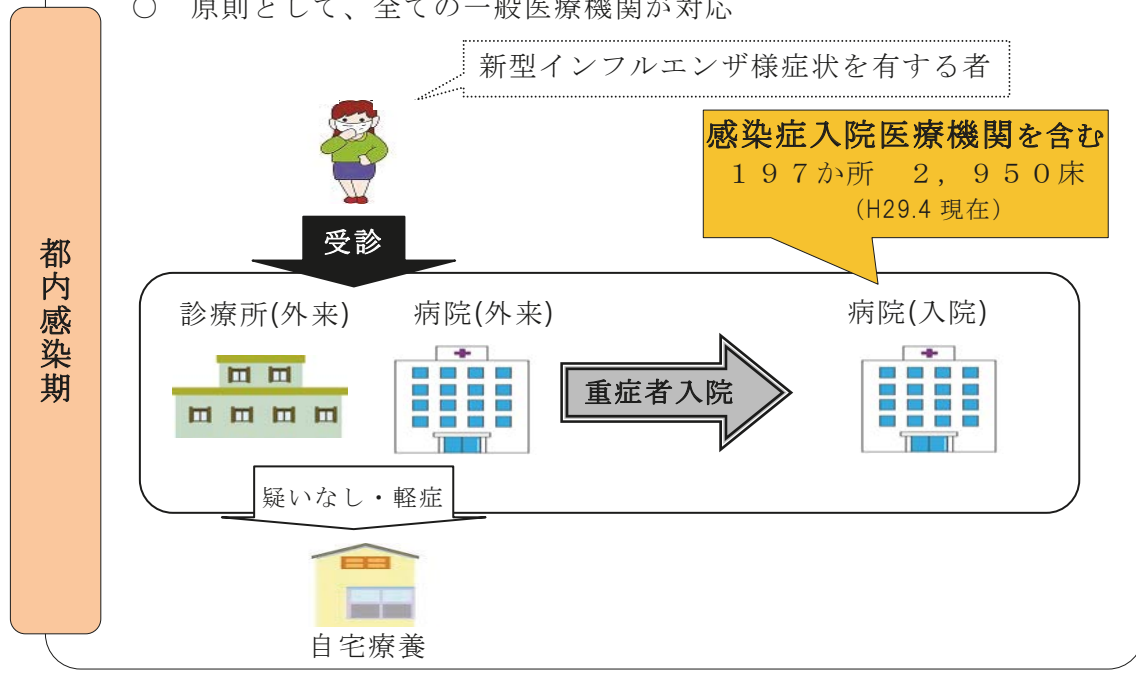 ○ 原則として、全ての一般医療機関が対応
新型インフルエンザ様症状を有する者
感染症入院医療機関を含む
１９７か所 ２，９５０床
(H29.4 現在)
都内感染期
受診
診療所(外来)
病院(外来)
病院(入院)
重症者入院
疑いなし・軽症
自宅療養